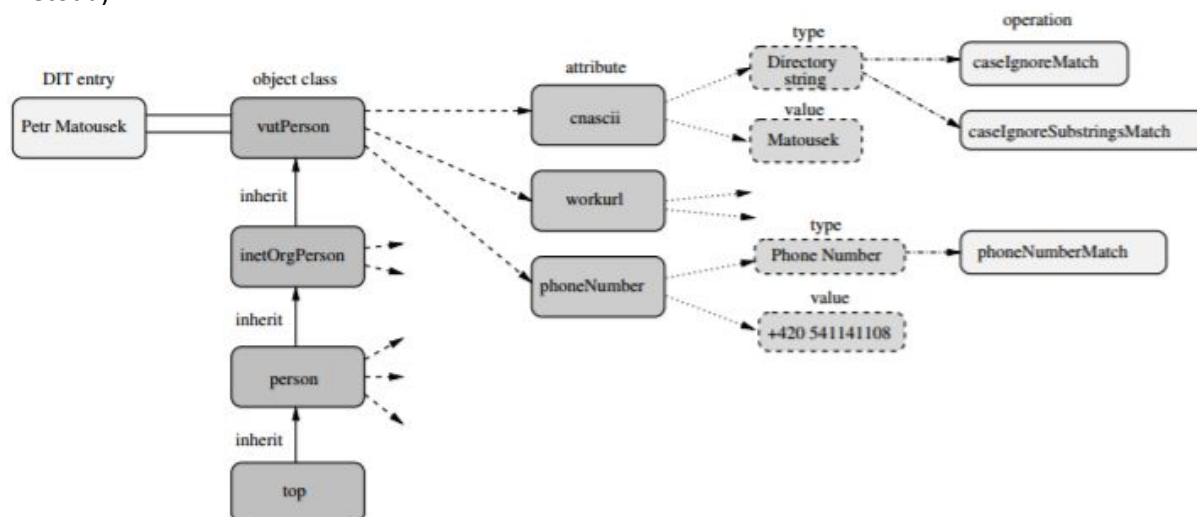 operation
type
DIT entry
object class
attribute
Directory
string
caseIgnoreMatch
Petr Matousek
vutPerson
cnascii
value
Matousek
caseIgnoreSubstringsMatch
inherit
workurl
type
inetOrgPerson
Phone Number
phoneNumberMatch
phoneNumber
value
inherit
+420 541141108
person
inherit
top